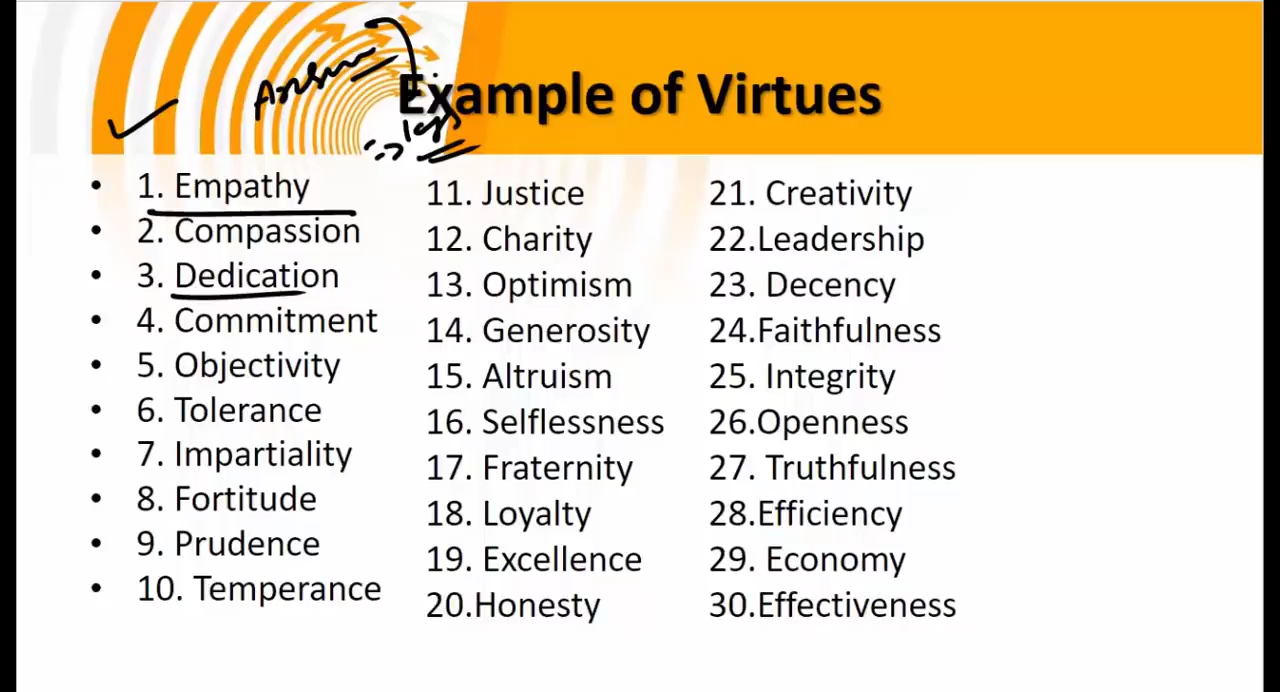 Example of Virtues
• 1. Empathy
• 2. Compassion
• 3. Dedication
• 4. Commitment
• 5. Objectivity
• 6. Tolerance
• 7. Impartiality
• 8. Fortitude
• 9. Prudence
• 10. Temperance
11. Justice
12. Charity
13. Optimism
14. Generosity
15. Altruism
16. Selflessness
17. Fraternity
18. Loyalty
19. Excellence
20.Honesty
21. Creativity
22.Leadership
23. Decency
24.Faithfulness
25. Integrity
26.Openness
27. Truthfulness
28.Efficiency
29. Economy
30.Effectiveness